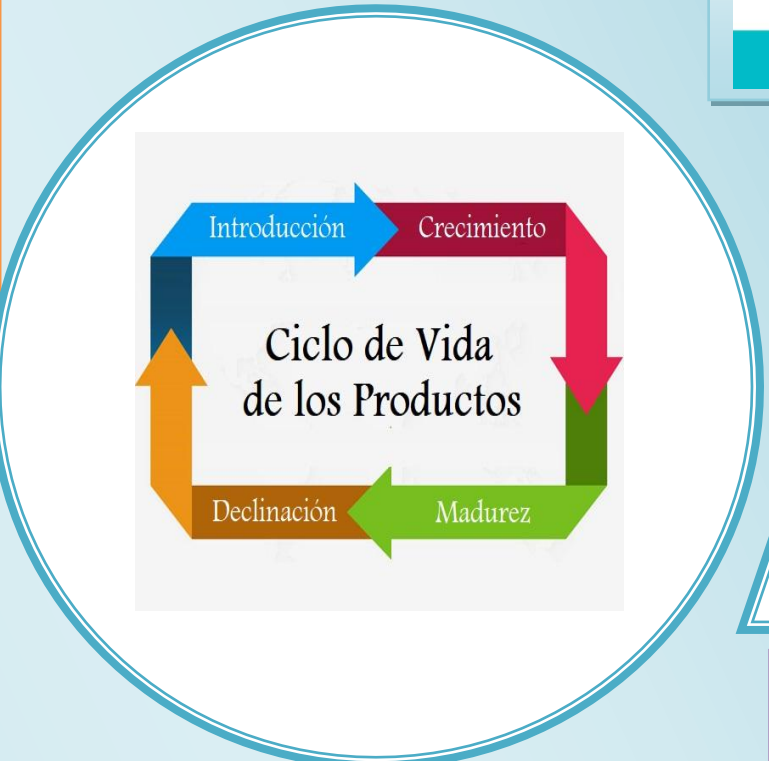 Introducción
Crecimiento
Ciclo de Vida
de los Productos
Declinación
Madurez